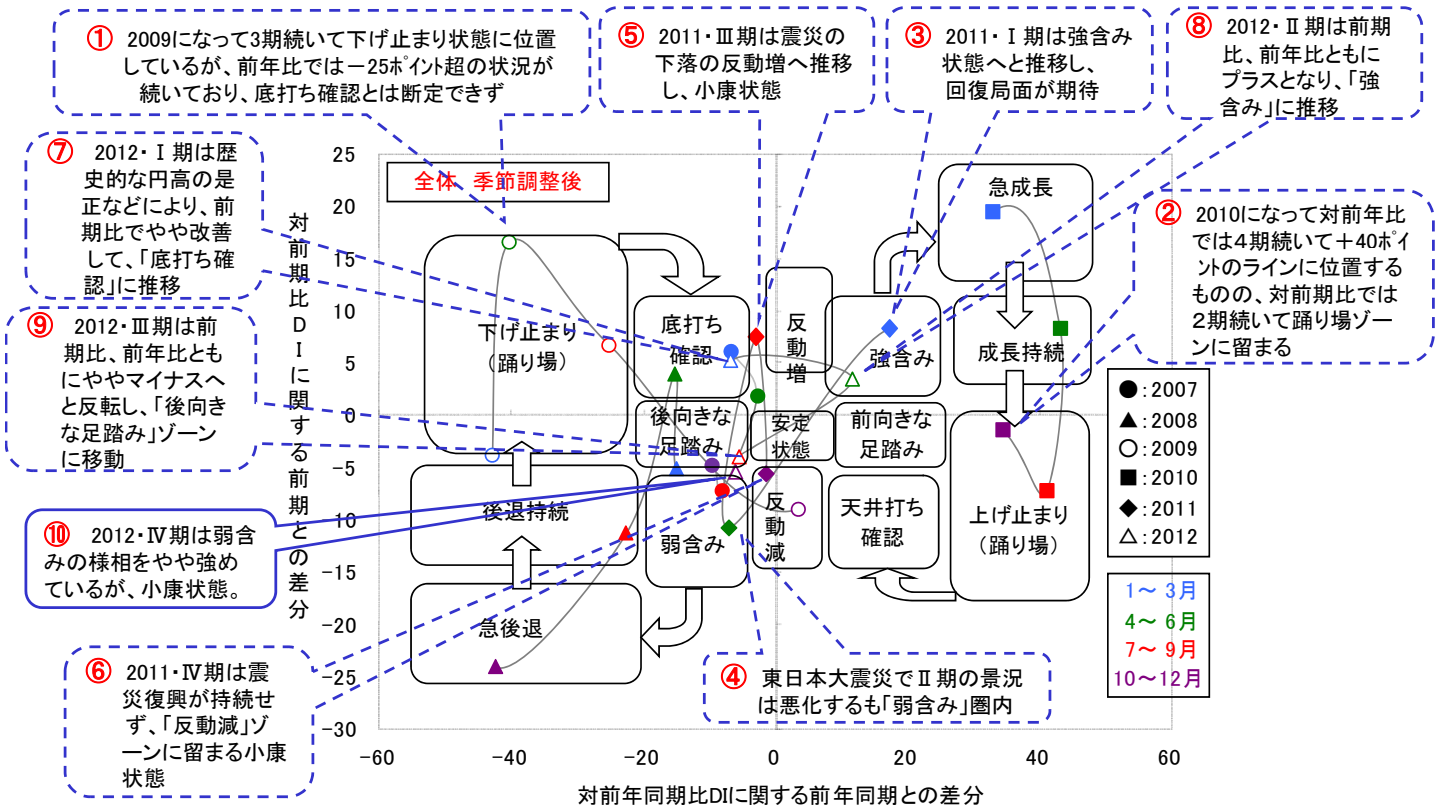 ① 2009になって3期続いて下げ止まり状態に位置
しているが、前年比では－25ﾎﾟｲﾝﾄ超の状況が
続いており、底打ち確認とは断定できず
⑤ 2011・Ⅲ期は震災の
下落の反動増へ推移
し、小康状態
③ 2011・Ⅰ期は強含み
状態へと推移し、
回復局面が期待
⑧ 2012・Ⅱ期は前期
比、前年比ともに
プラスとなり、「強
含み」に推移
⑦ 2012・Ⅰ期は歴
史的な円高の是
正などにより、前
期比でやや改善
して、「底打ち確
認」に推移
② 2010になって対前年比
では４期続いて＋40ﾎﾟｲ
ﾝﾄのラインに位置する
ものの、対前期比では
２期続いて踊り場ゾー
ンに留まる
⑨ 2012・Ⅲ期は前
期比、前年比とも
にややマイナスへ
と反転し、「後向き
な足踏み」ゾーン
に移動
⑩ 2012・Ⅳ期は弱含
みの様相をやや強め
ているが、小康状態。
⑥ 2011・Ⅳ期は震
災復興が持続せ
ず、「反動減」ゾ
ーンに留まる小康
状態
④ 東日本大震災でⅡ期の景況
は悪化するも「弱含み」圏内
全体 季節調整後
対前期比ＤＩに関する前期との差分
25
20
15
10
5
0
-5
-10
-15
-20
-25
-30
急成長
下げ止まり
（踊り場）
底打ち
確認
反動増
強含み
成長持続
後向きな
足踏み
安定
状態
前向きな
足踏み
後退持続
弱含み
反動減
天井打ち
確認
上げ止まり
（踊り場）
急後退
●：2007
▲：2008
○：2009
■：2010
◆：2011
△：2012
1～ 3月
4～ 6月
7～ 9月
10～12月
-60
-40
-20
0
20
40
60
対前年同期比DIに関する前年同期との差分